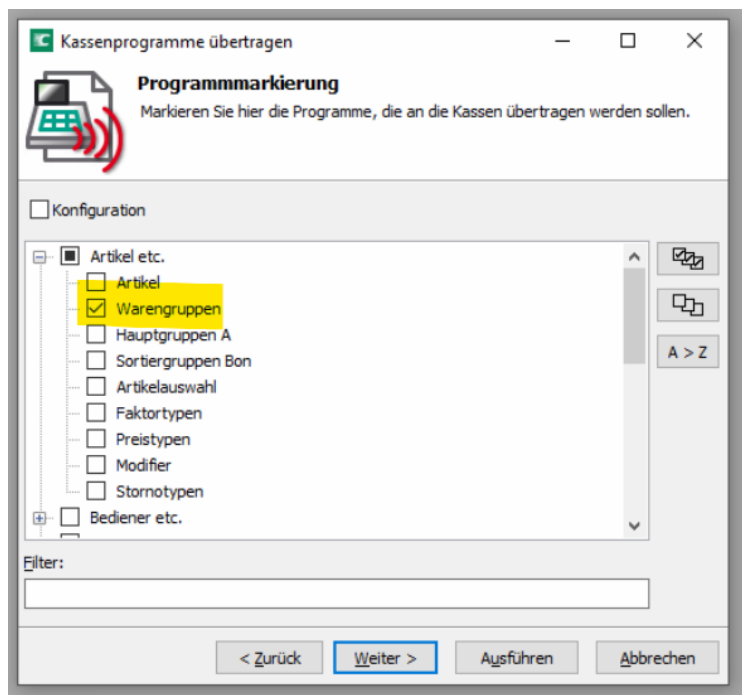 Kassenprogramme übertragen
Programmmarkierung
Markieren Sie hier die Programme, die an die Kassen übertragen werden sollen.
Konfiguration
Artikel etc.
Artikel
Warengruppen
Hauptgruppen A
Sortiergruppen Bon
Artikelauswahl
Faktortypen
Preistypen
Modifier
Stornotypen
Bediener etc.
A > Z
Filter:
< Zurück Weiter > Ausführen Abbrechen